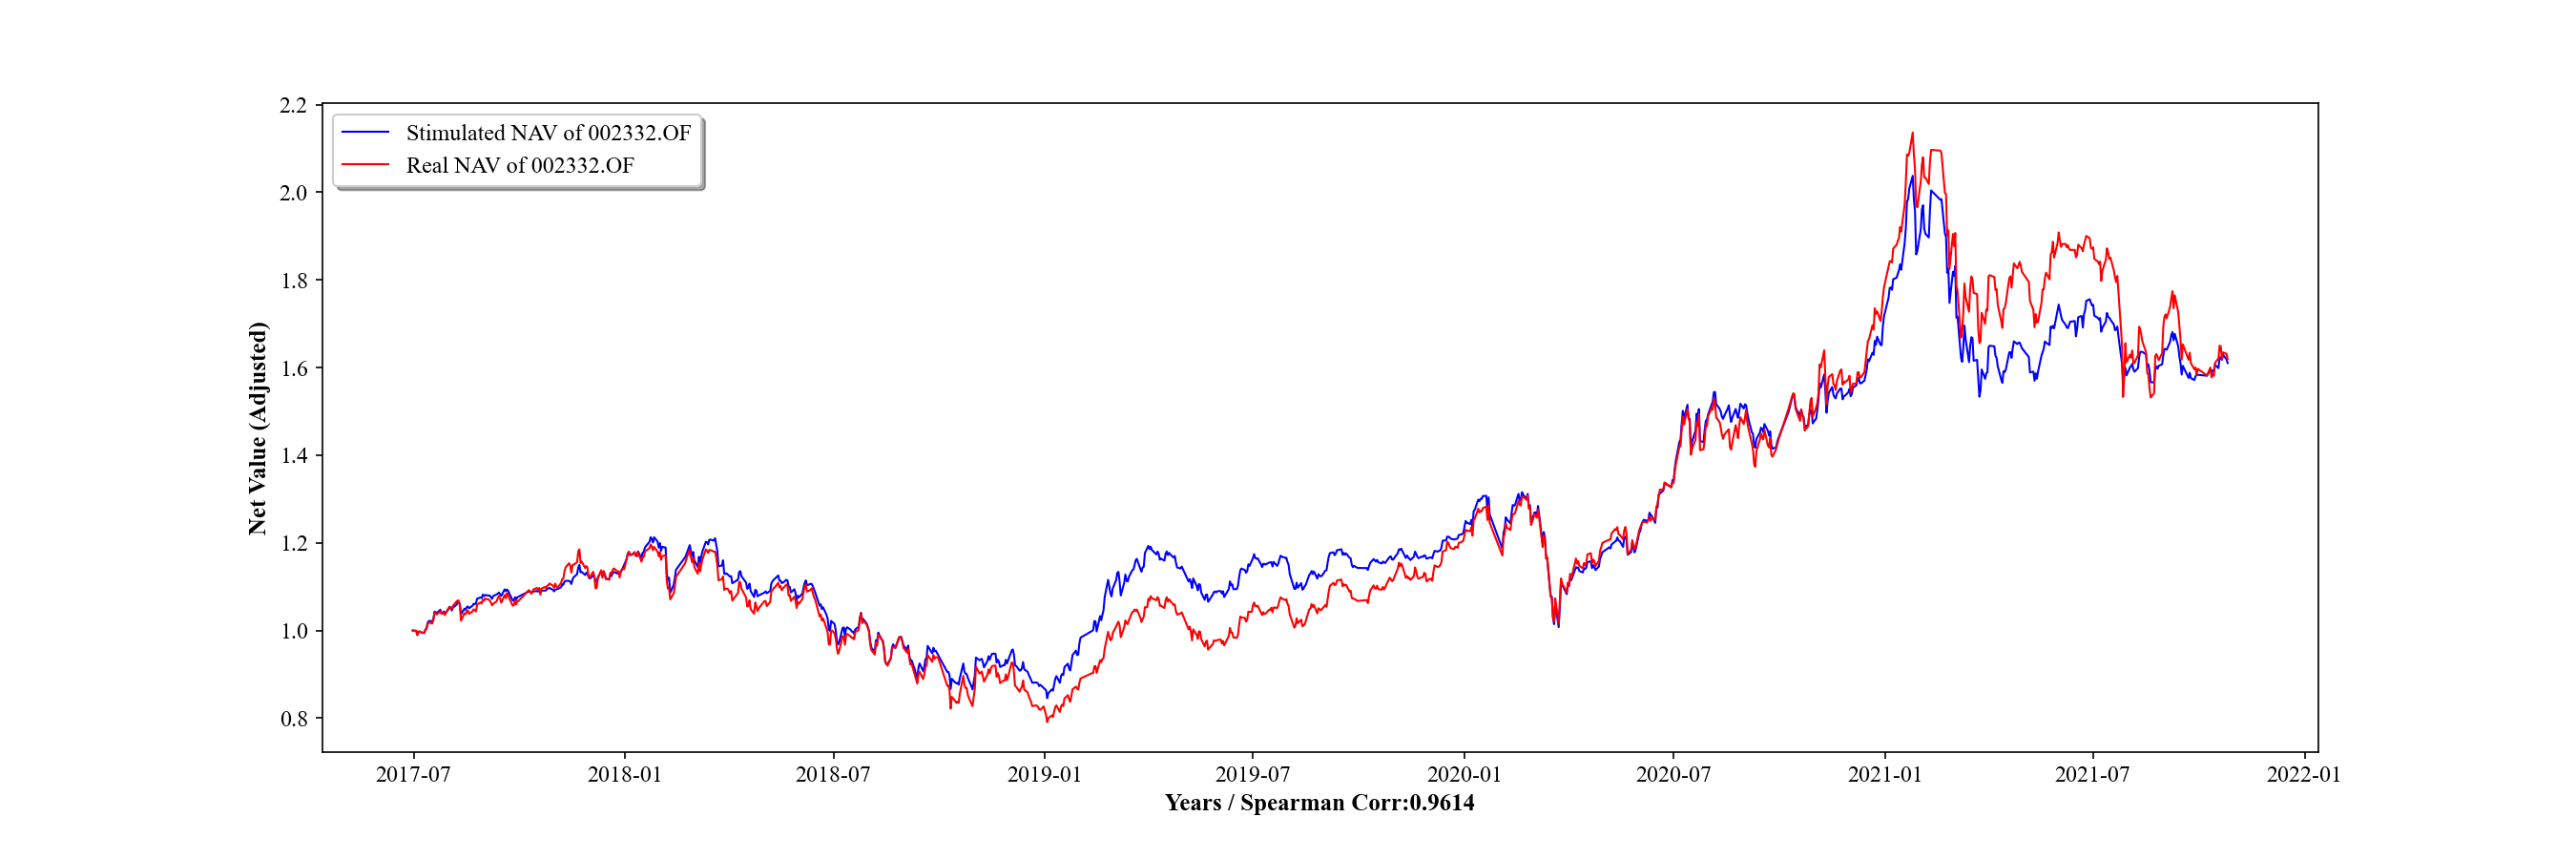 Stimulated NAV of 002332.OF
Real NAV of 002332.OF
Net Value (Adjusted)
2.2
2.0
1.8
1.6
1.4
1.2
1.0
0.8
2017-07 2018-01 2018-07 2019-01 2019-07 2020-01 2020-07 2021-01 2021-07 2022-01
Years / Spearman Corr:0.9614